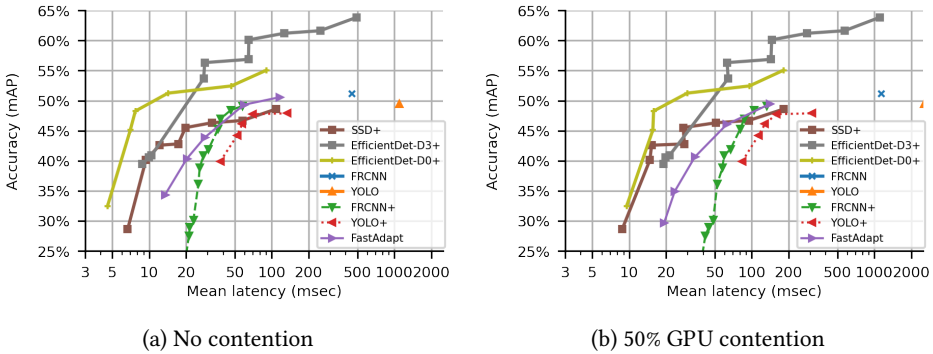 65%
60%
55%
50%
45%
40%
35%
30%
25%
Accuracy (mAP)
SSD+
EfficientDet-D3+
EfficientDet-D0+
FRCNN
YOLO
FRCNN+
YOLO+
FastAdapt
3 5 10 20 50 100 200 500 1000 2000
Mean latency (msec)
(a) No contention
65%
60%
55%
50%
45%
40%
35%
30%
25%
Accuracy (mAP)
SSD+
EfficientDet-D3+
EfficientDet-D0+
FRCNN
YOLO
FRCNN+
YOLO+
FastAdapt
3 5 10 20 50 100 200 500 1000 2000
Mean latency (msec)
(b) 50% GPU contention